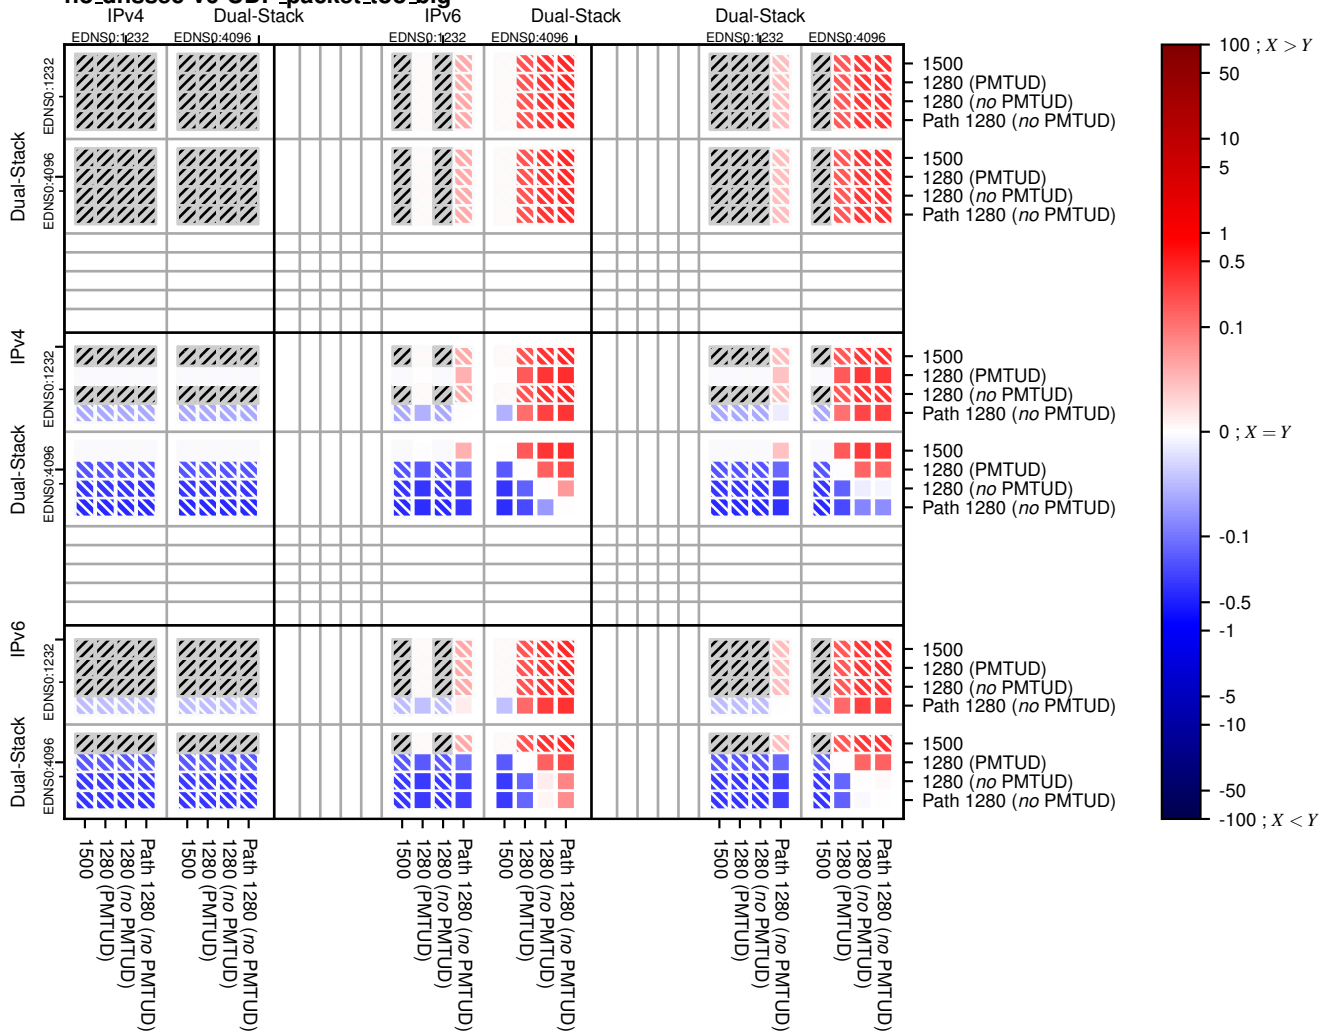 IPv4 Dual-Stack IPv6 Dual-Stack Dual-Stack
EDNS0:1232 EDNS0:4096 EDNS0:1232 EDNS0:4096 EDNS0:1232 EDNS0:4096
Dual-Stack
EDNS0:1232
1500
1280 (PMTUD)
1280 (no PMTUD)
Path 1280 (no PMTUD)
EDNS0:4096
1500
1280 (PMTUD)
1280 (no PMTUD)
Path 1280 (no PMTUD)
IPv4
Dual-Stack
EDNS0:1232
1500
1280 (PMTUD)
1280 (no PMTUD)
Path 1280 (no PMTUD)
EDNS0:4096
1500
1280 (PMTUD)
1280 (no PMTUD)
Path 1280 (no PMTUD)
IPv6
Dual-Stack
EDNS0:1232
1500
1280 (PMTUD)
1280 (no PMTUD)
Path 1280 (no PMTUD)
EDNS0:4096
1500
1280 (PMTUD)
1280 (no PMTUD)
Path 1280 (no PMTUD)
1500
1280 (PMTUD)
1280 (no PMTUD)
Path 1280 (no PMTUD)
1500
1280 (PMTUD)
1280 (no PMTUD)
Path 1280 (no PMTUD)
1500
1280 (PMTUD)
1280 (no PMTUD)
Path 1280 (no PMTUD)
1500
1280 (PMTUD)
1280 (no PMTUD)
Path 1280 (no PMTUD)
1500
1280 (PMTUD)
1280 (no PMTUD)
Path 1280 (no PMTUD)
1500
1280 (PMTUD)
1280 (no PMTUD)
Path 1280 (no PMTUD)
100 ; X > Y
50
10
5
1
0.5
0.1
0 ; X = Y
-0.1
-0.5
-1
-5
-10
-50
-100 ; X < Y